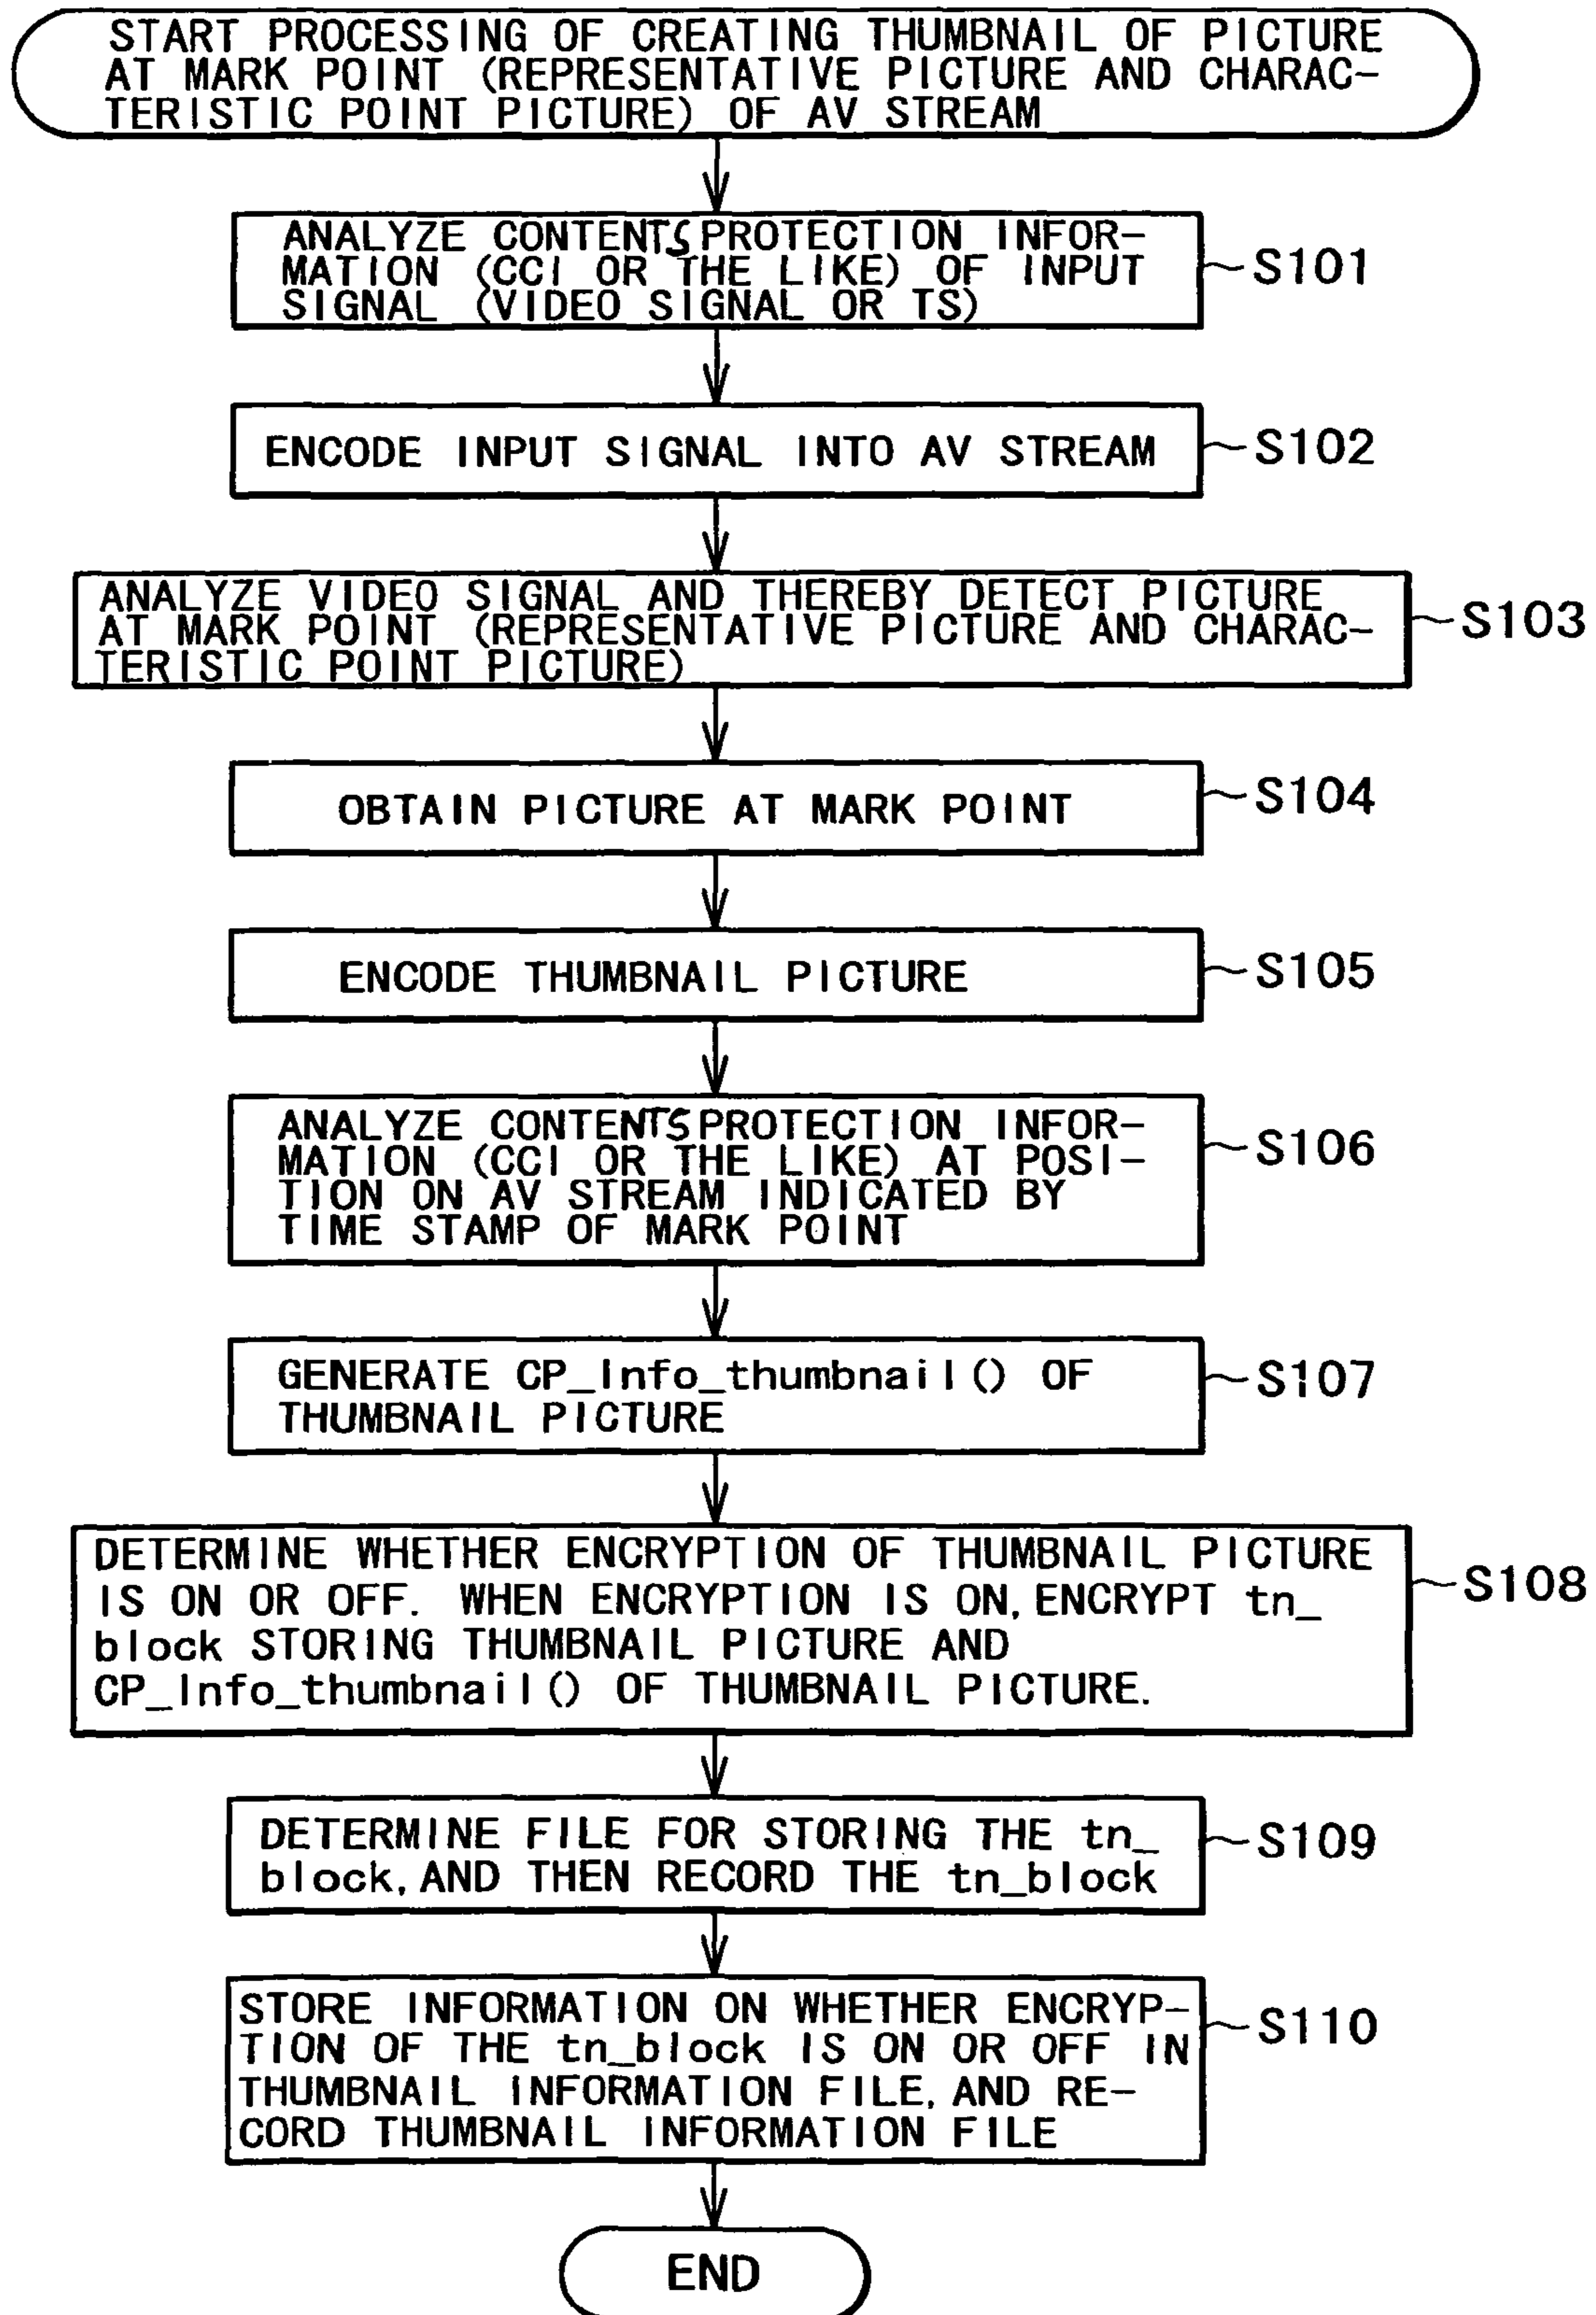 START PROCESSING OF CREATING THUMBNAIL OF PICTURE
AT MARK POINT (REPRESENTATIVE PICTURE AND CHARAC-
TERISTIC POINT PICTURE) OF AV STREAM
ANALYZE CONTENTS PROTECTION INFOR-
MATION (CCI OR THE LIKE) OF INPUT
SIGNAL (VIDEO SIGNAL OR TS)
S101
ENCODE INPUT SIGNAL INTO AV STREAM
S102
ANALYZE VIDEO SIGNAL AND THEREBY DETECT PICTURE
AT MARK POINT (REPRESENTATIVE PICTURE AND CHARAC-
TERISTIC POINT PICTURE)
S103
OBTAIN PICTURE AT MARK POINT
S104
ENCODE THUMBNAIL PICTURE
S105
ANALYZE CONTENTS PROTECTION INFOR-
MATION (CCI OR THE LIKE) AT POSI-
TION ON AV STREAM INDICATED BY
TIME STAMP OF MARK POINT
S106
GENERATE CP_Info_thumbnail() OF
THUMBNAIL PICTURE
S107
DETERMINE WHETHER ENCRYPTION OF THUMBNAIL PICTURE
IS ON OR OFF. WHEN ENCRYPTION IS ON, ENCRYPT tn_
block STORING THUMBNAIL PICTURE AND
CP_Info_thumbnail() OF THUMBNAIL PICTURE.
S108
DETERMINE FILE FOR STORING THE tn_
block, AND THEN RECORD THE tn_block
S109
STORE INFORMATION ON WHETHER ENCRYP-
TION OF THE tn_block IS ON OR OFF IN
THUMBNAIL INFORMATION FILE, AND RE-
CORD THUMBNAIL INFORMATION FILE
S110
END